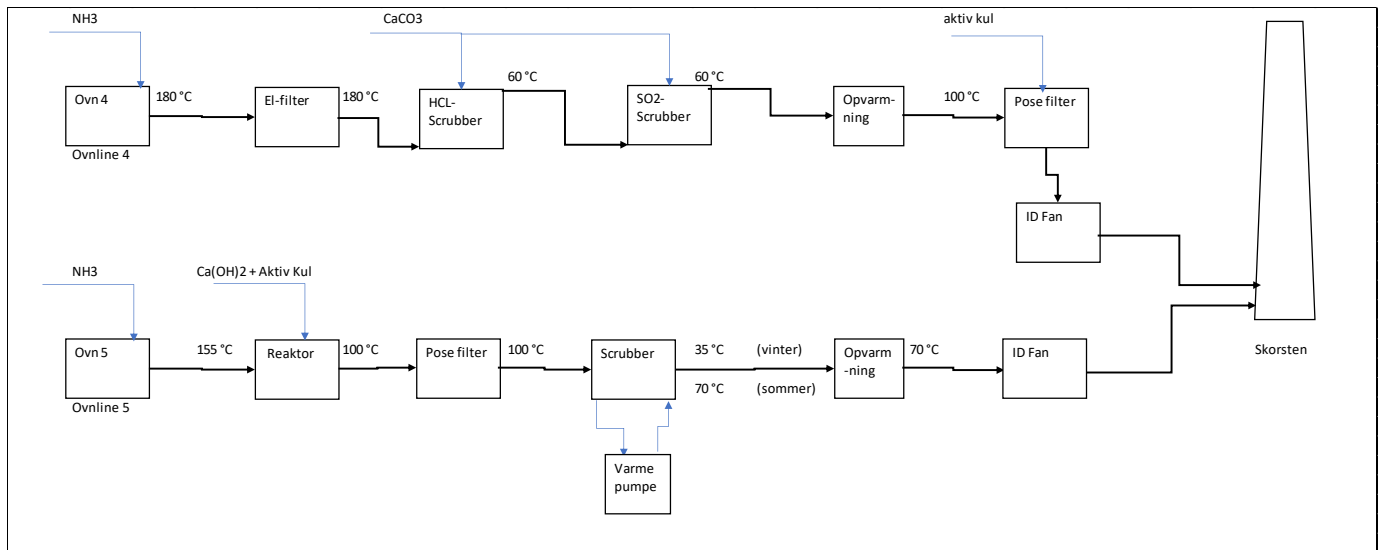 NH3
CaCO3
aktiv kul
Ovn 4
180 °C
El-filter
180 °C
HCL-
Scrubber
60 °C
SO2-
Scrubber
60 °C
Opvarm-
ning
100 °C
Pose filter
Ovnline 4
ID Fan
NH3
Ca(OH)2 + Aktiv Kul
Ovn 5
155 °C
Reaktor
100 °C
Pose filter
100 °C
Scrubber
35 °C (vinter)
70 °C (sommer)
Opvarm
-ning
70 °C
ID Fan
Skorsten
Ovnline 5
Varme
pumpe